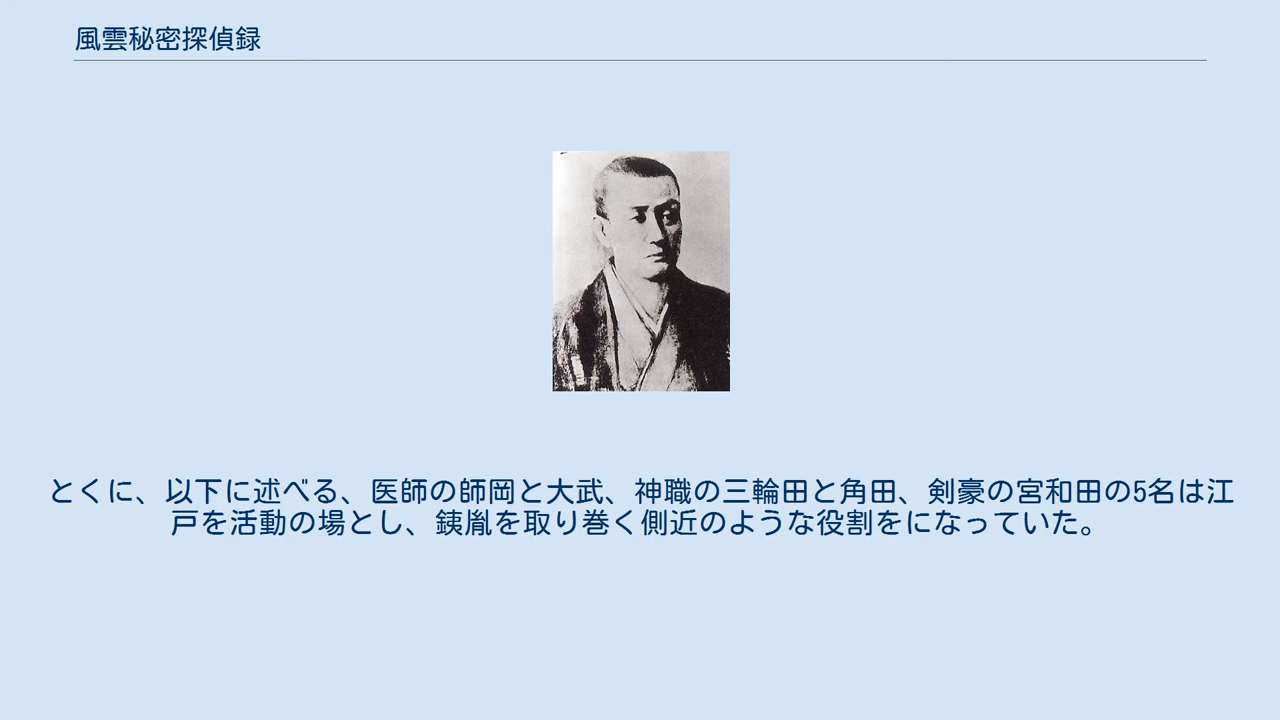 風雲秘密探偵録
とくに、以下に述べる、医師の師岡と大武、神職の三輪田と角田、剣豪の宮和田の5名は江
戸を活動の場とし、銕胤を取り巻く側近のような役割をになっていた。